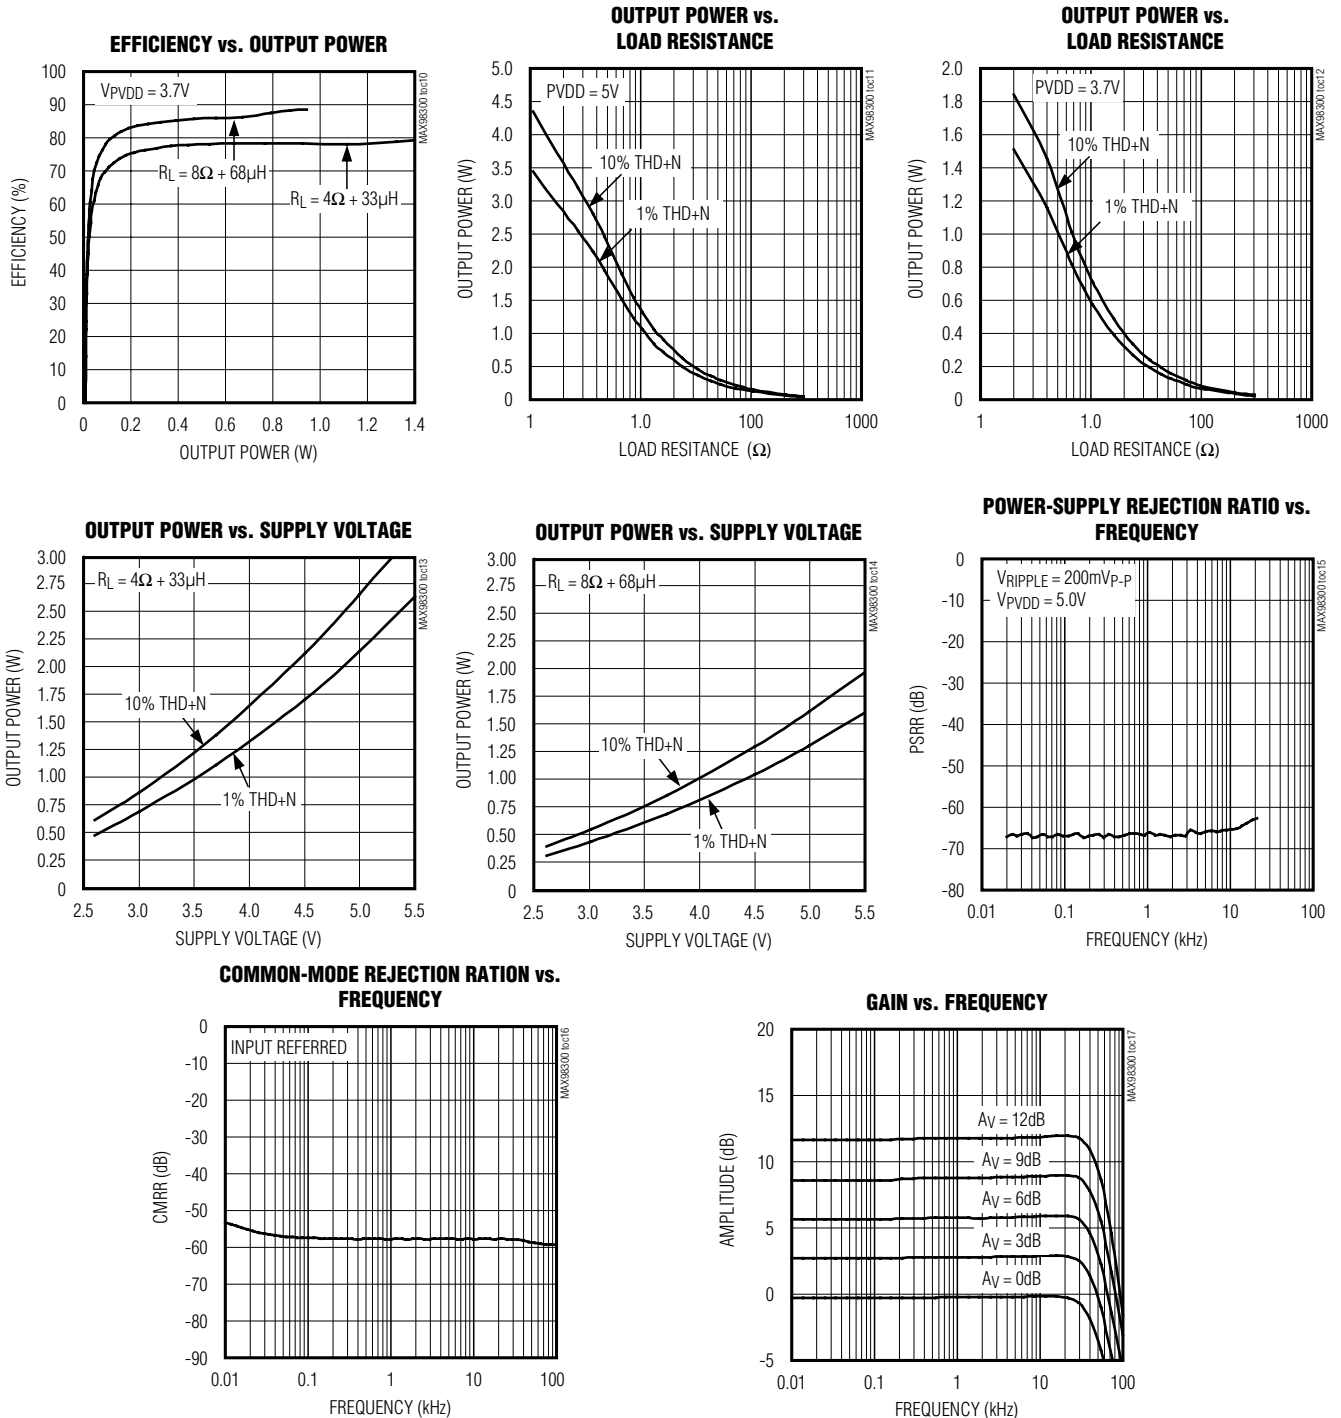 EFFICIENCY vs. OUTPUT POWER
MAX98300 toc10
VPVDD = 3.7V
RL = 8Ω + 68µH
RL = 4Ω + 33µH
EFFICIENCY (%)
100
90
80
70
60
50
40
30
20
10
0
0 0.2 0.4 0.6 0.8 1.0 1.2 1.4
OUTPUT POWER (W)
OUTPUT POWER vs.
LOAD RESISTANCE
MAX98300 toc11
PVDD = 5V
10% THD+N
1% THD+N
OUTPUT POWER (W)
5.0
4.5
4.0
3.5
3.0
2.5
2.0
1.5
1.0
0.5
0
1 1.0 100 1000
LOAD RESITANCE (Ω)
OUTPUT POWER vs.
LOAD RESISTANCE
MAX98300 toc12
PVDD = 3.7V
10% THD+N
1% THD+N
OUTPUT POWER (W)
2.0
1.8
1.6
1.4
1.2
1.0
0.8
0.6
0.4
0.2
0
1 1.0 100 1000
LOAD RESITANCE (Ω)
OUTPUT POWER vs. SUPPLY VOLTAGE
MAX98300 toc13
RL = 4Ω + 33µH
10% THD+N
1% THD+N
OUTPUT POWER (W)
3.00
2.75
2.50
2.25
2.00
1.75
1.50
1.25
1.00
0.75
0.50
0.25
0
2.5 3.0 3.5 4.0 4.5 5.0 5.5
SUPPLY VOLTAGE (V)
OUTPUT POWER vs. SUPPLY VOLTAGE
MAX98300 toc14
RL = 8Ω + 68µH
10% THD+N
1% THD+N
OUTPUT POWER (W)
3.00
2.75
2.50
2.25
2.00
1.75
1.50
1.25
1.00
0.75
0.50
0.25
0
2.5 3.0 3.5 4.0 4.5 5.0 5.5
SUPPLY VOLTAGE (V)
POWER-SUPPLY REJECTION RATIO vs.
FREQUENCY
MAX98300 toc15
VRIPPLE = 200mVP-P
VPVDD = 5.0V
PSRR (dB)
0
-10
-20
-30
-40
-50
-60
-70
-80
0.01 0.1 1 10 100
FREQUENCY (kHz)
COMMON-MODE REJECTION RATION vs.
FREQUENCY
MAX98300 toc16
INPUT REFERRED
CMRR (dB)
0
-10
-20
-30
-40
-50
-60
-70
-80
-90
0.01 0.1 1 10 100
FREQUENCY (kHz)
GAIN vs. FREQUENCY
MAX98300 toc17
AV = 12dB
AV = 9dB
AV = 6dB
AV = 3dB
AV = 0dB
AMPLITUDE (dB)
20
15
10
5
0
-5
0.01 0.1 1 10 100
FREQUENCY (kHz)